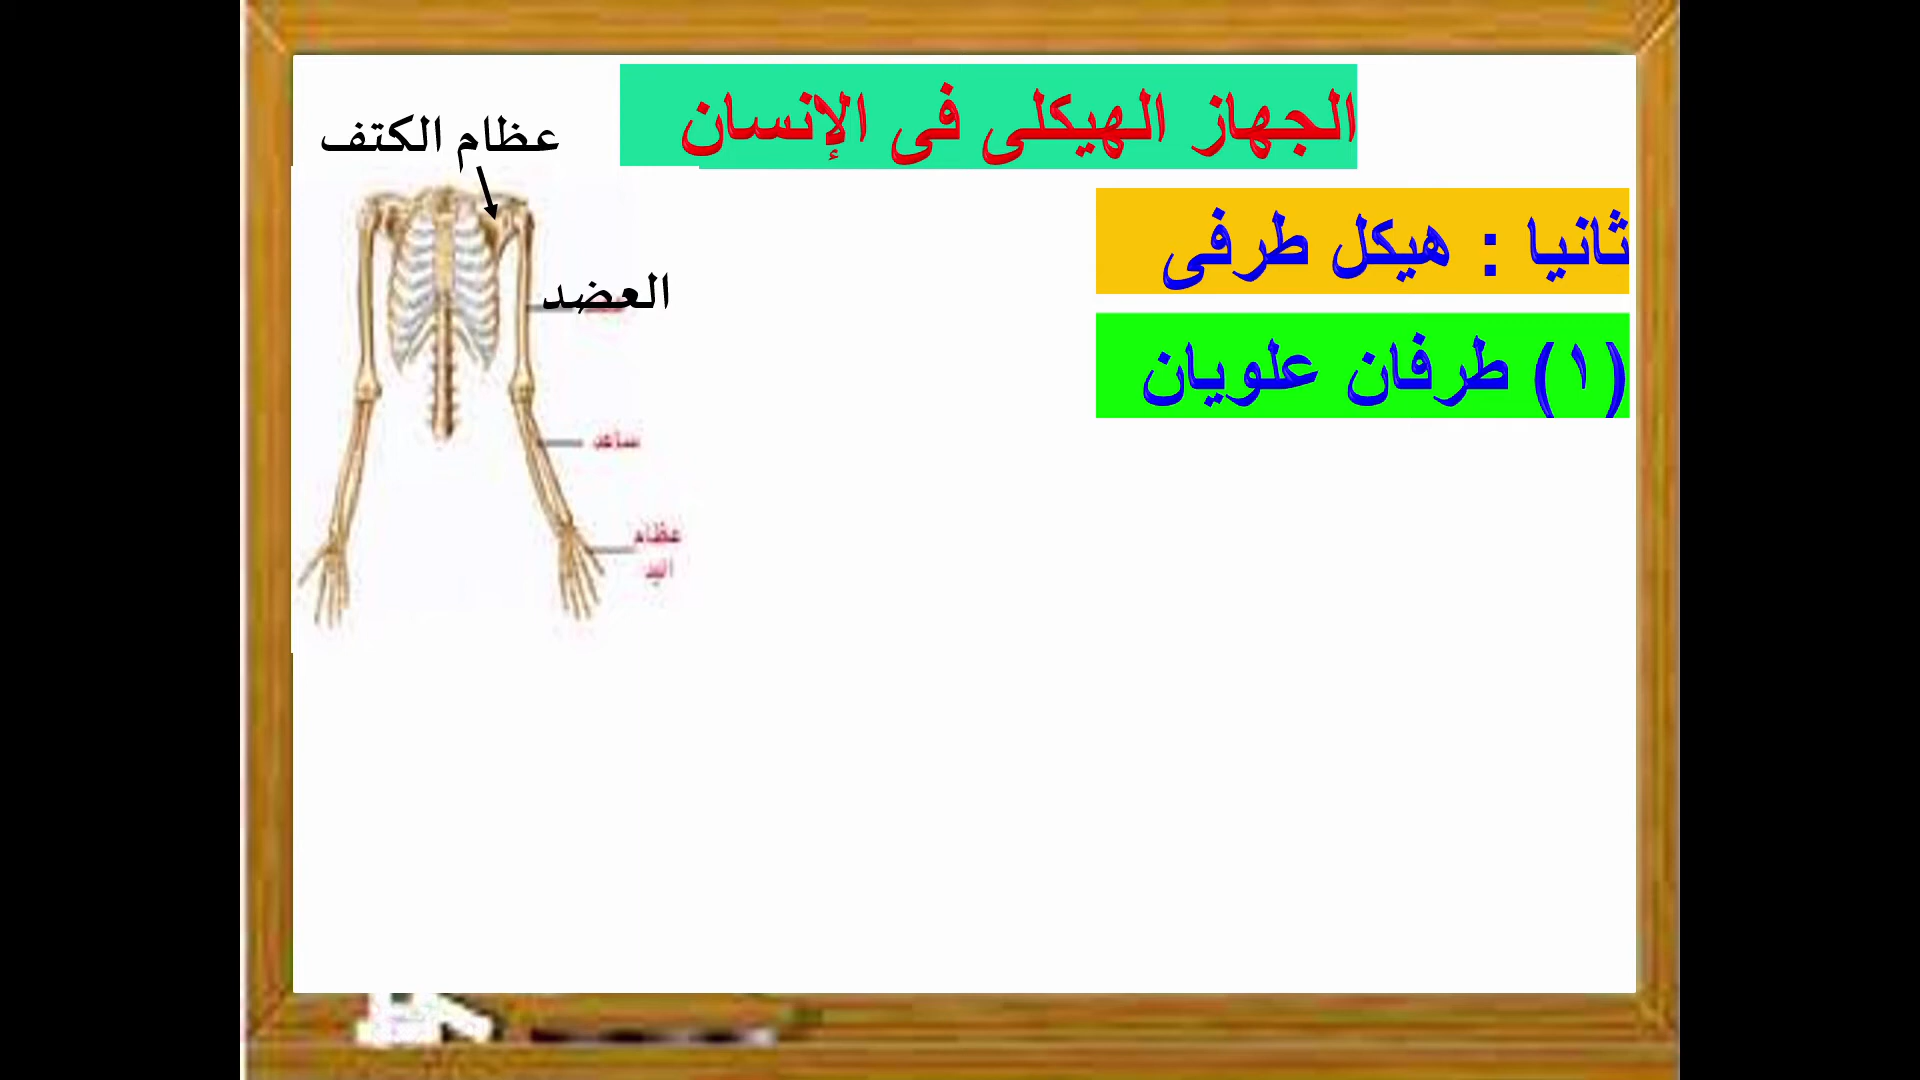 الجهاز الهيكلى فى الإنسان
ثانيا : هيكل طرفى
(١) طرفان علويان
عظام الكتف
العضد
ساعد
عظام
اليد